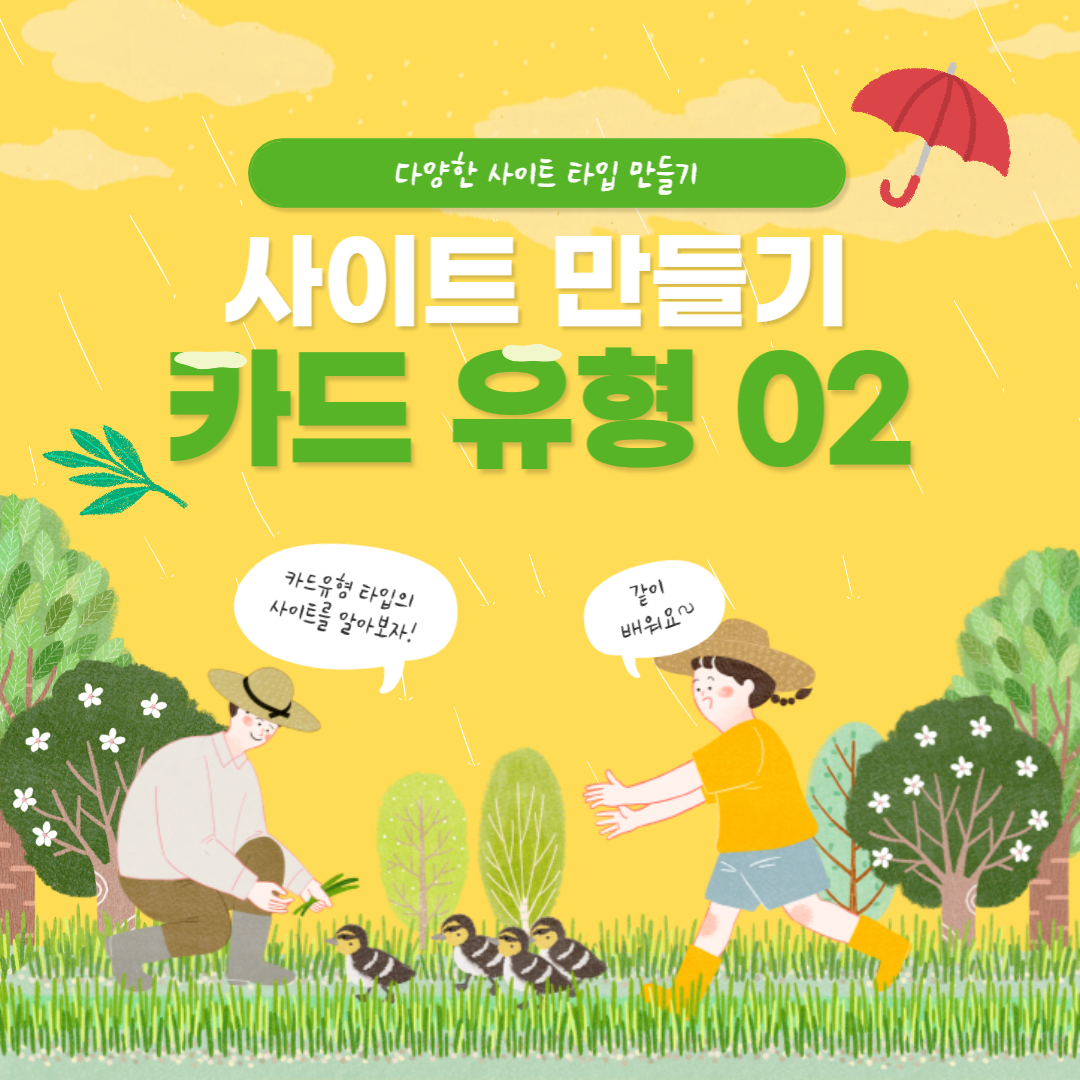 다양한 사이트 타입 만들기
사이트 만들기
카드 유형 02
카드유형 타입의
사이트를 알아보자!
같이
배워요~